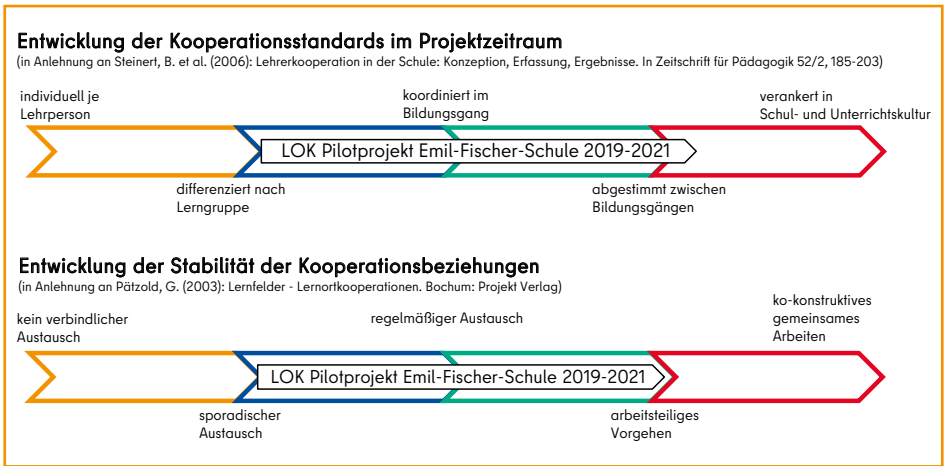 Entwicklung der Kooperationsstandards im Projektzeitraum
(in Anlehnung an Steinert, B. et al. (2006): Lehrerkooperation in der Schule: Konzeption, Erfassung, Ergebnisse. In Zeitschrift für Pädagogik 52/2, 185-203)
individuell je
Lehrperson
koordiniert im
Bildungsgang
verankert in
Schul- und Unterrichtskultur
LOK Pilotprojekt Emil-Fischer-Schule 2019-2021
differenziert nach
Lerngruppe
abgestimmt zwischen
Bildungsgängen
Entwicklung der Stabilität der Kooperationsbeziehungen
(in Anlehnung an Pätzold, G. (2003): Lernfelder - Lernortkooperationen. Bochum: Projekt Verlag)
kein verbindlicher
Austausch
regelmäßiger Austausch
ko-konstruktives
gemeinsames
Arbeiten
LOK Pilotprojekt Emil-Fischer-Schule 2019-2021
sporadischer
Austausch
arbeitsteiliges
Vorgehen